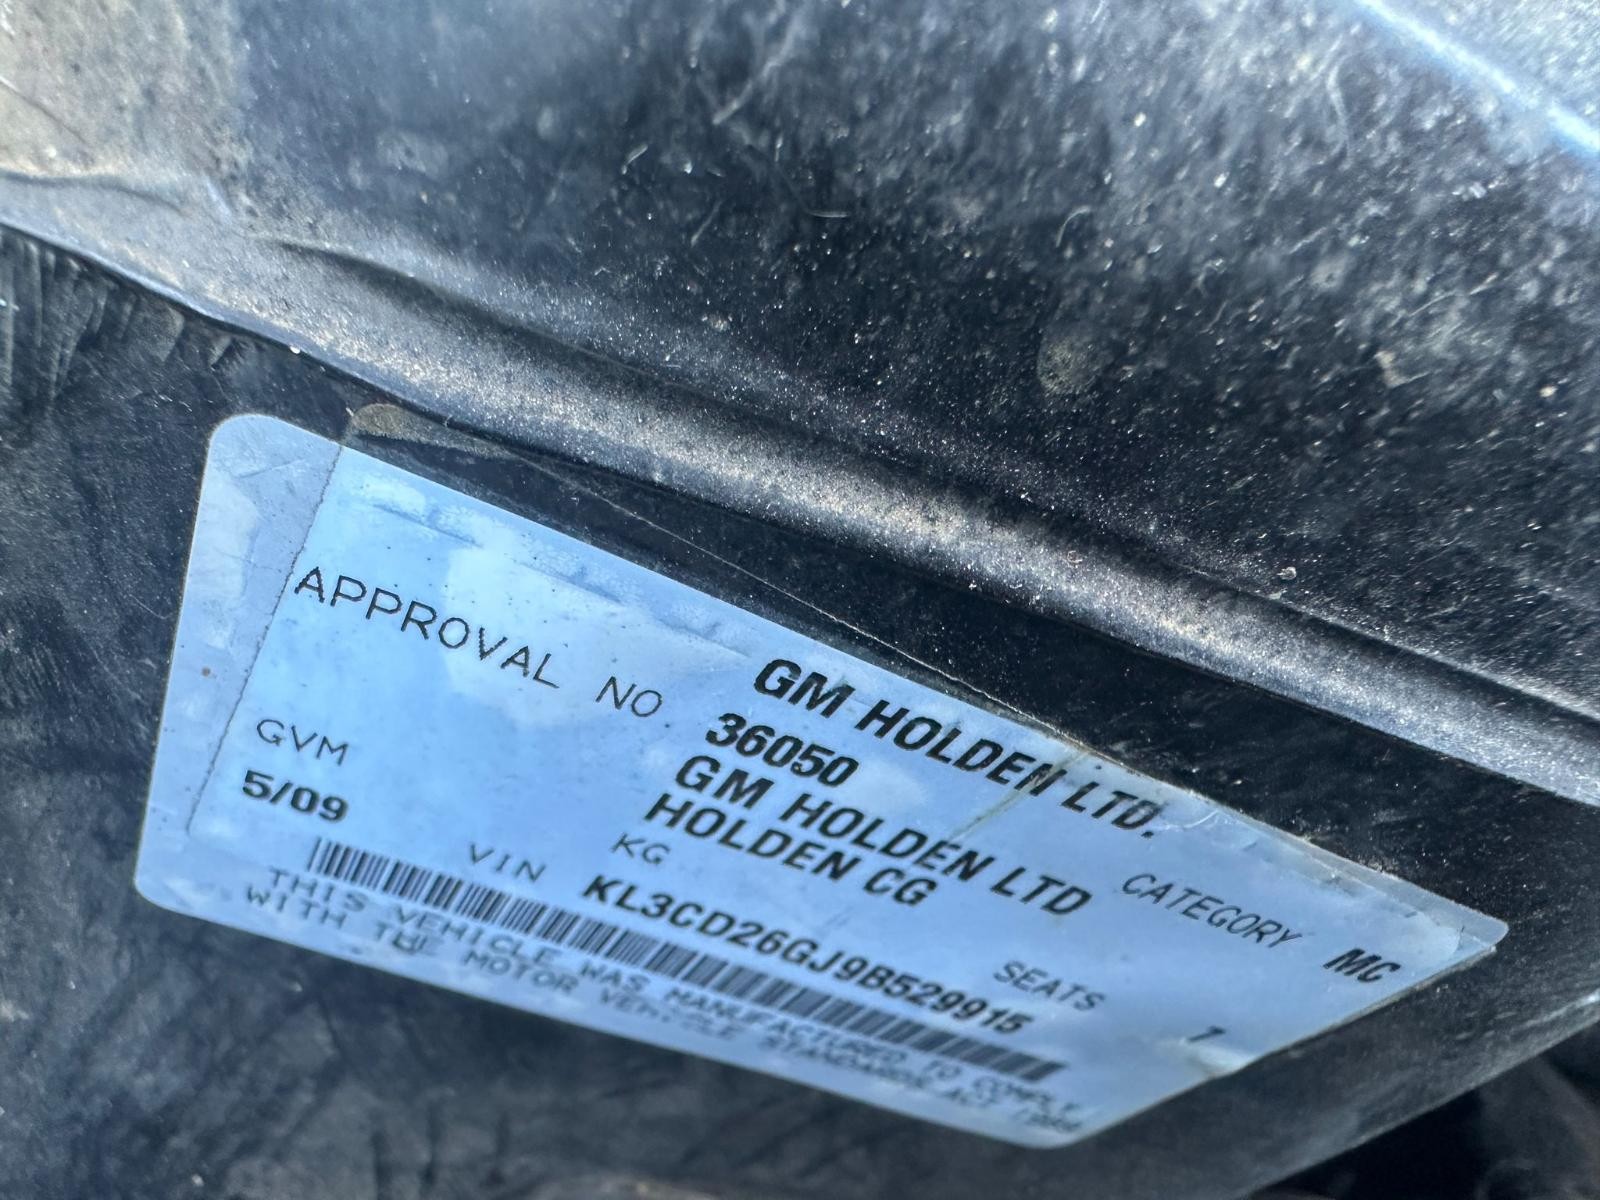 GM HOLDEN LTD.
APPROVAL NO 36050 CATEGORY MC
GM HOLDEN LTD
HOLDEN CG SEATS 7
GVM KG
5/09 VIN KL3CD26GJ9B529915
THIS VEHICLE WAS MANUFACTURED TO COMPLY
WITH THE MOTOR VEHICLE STANDARDS ACT 1989